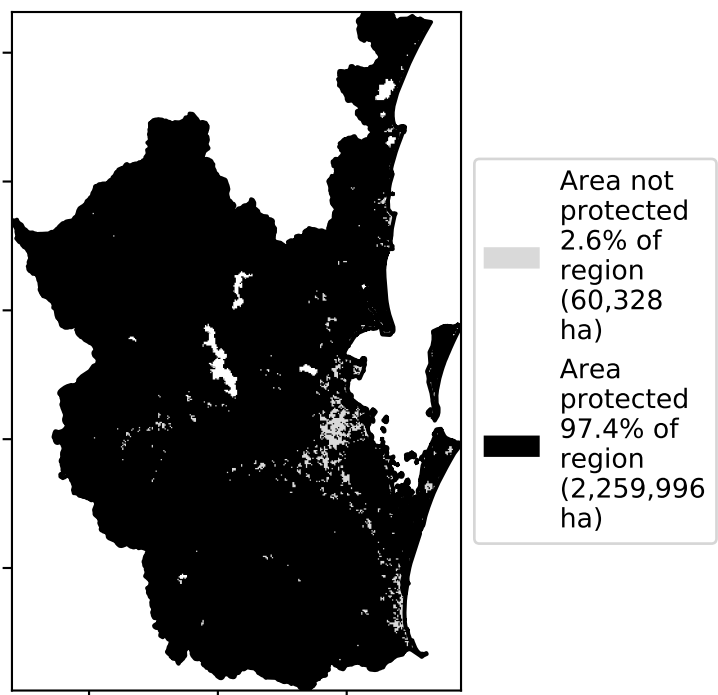 Area not
protected
2.6% of
region
(60,328
ha)
Area
protected
97.4% of
region
(2,259,996
ha)